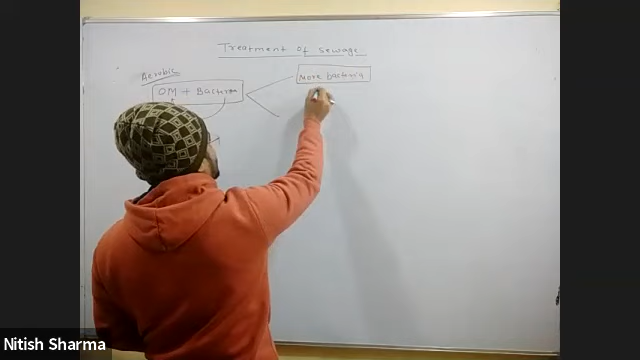 Treatment of sewage
Aerobic
OM + Bacteria
More bacteria
Nitish Sharma